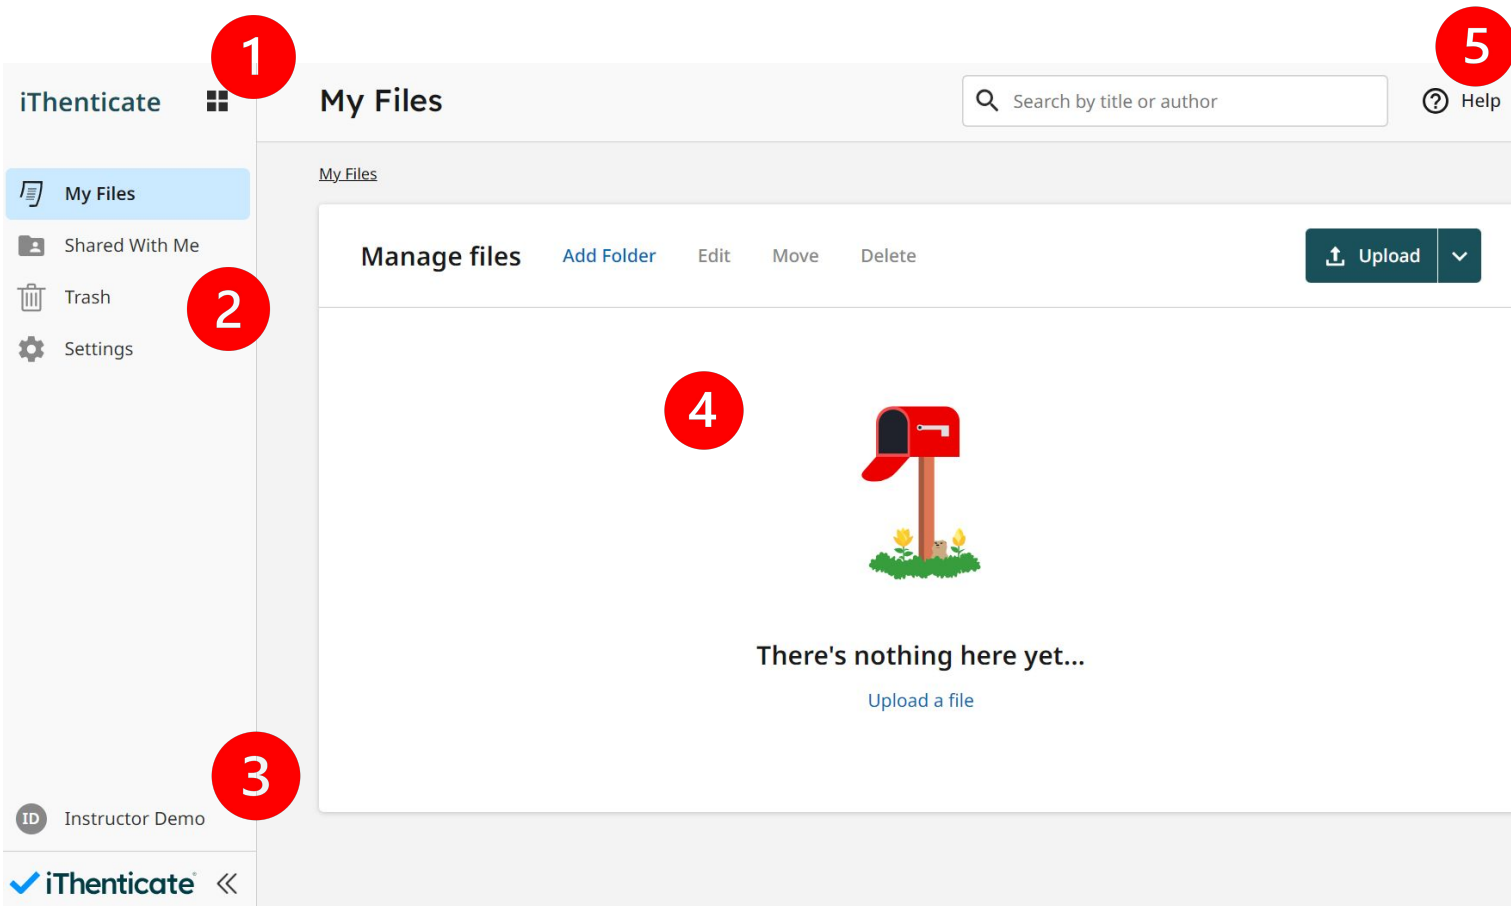 1
5
iThenticate
My Files
Search by title or author
Help
My Files
Shared With Me
Trash
Settings
2
My Files
Manage files Add Folder Edit Move Delete
Upload
4
There's nothing here yet...
Upload a file
3
ID Instructor Demo
iThenticate